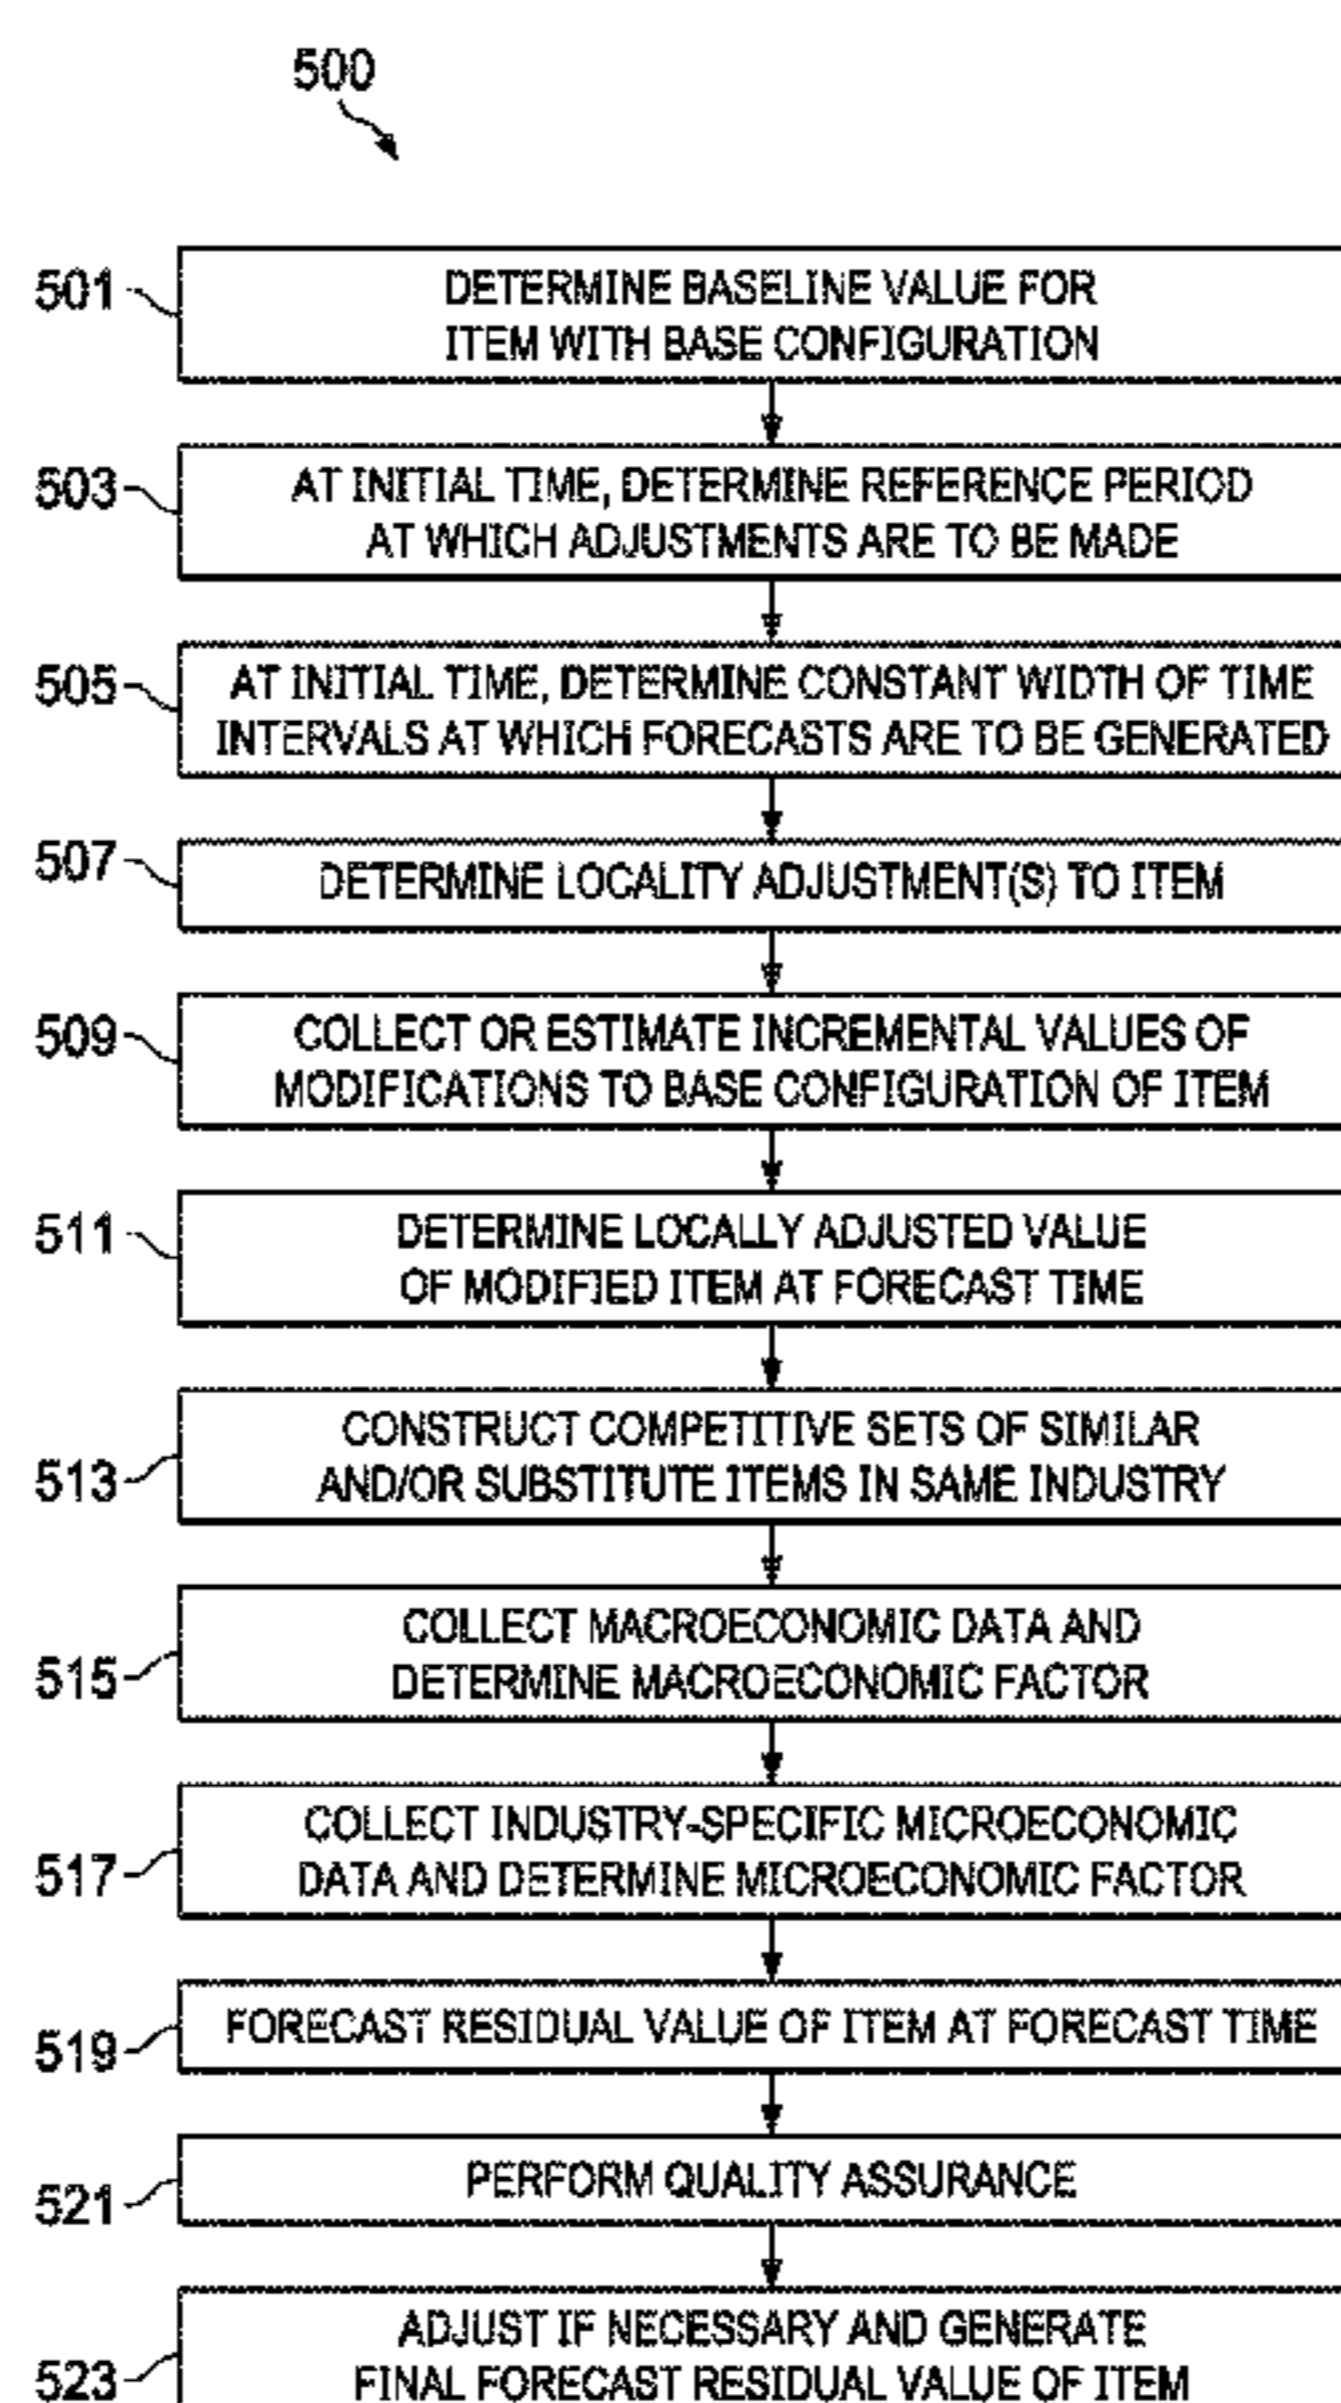 500
501
DETERMINE BASELINE VALUE FOR
ITEM WITH BASE CONFIGURATION
503
AT INITIAL TIME, DETERMINE REFERENCE PERIOD
AT WHICH ADJUSTMENTS ARE TO BE MADE
505
AT INITIAL TIME, DETERMINE CONSTANT WIDTH OF TIME
INTERVALS AT WHICH FORECASTS ARE TO BE GENERATED
507
DETERMINE LOCALITY ADJUSTMENT(S) TO ITEM
509
COLLECT OR ESTIMATE INCREMENTAL VALUES OF
MODIFICATIONS TO BASE CONFIGURATION OF ITEM
511
DETERMINE LOCALLY ADJUSTED VALUE
OF MODIFIED ITEM AT FORECAST TIME
513
CONSTRUCT COMPETITIVE SETS OF SIMILAR
AND/OR SUBSTITUTE ITEMS IN SAME INDUSTRY
515
COLLECT MACROECONOMIC DATA AND
DETERMINE MACROECONOMIC FACTOR
517
COLLECT INDUSTRY-SPECIFIC MICROECONOMIC
DATA AND DETERMINE MICROECONOMIC FACTOR
519
FORECAST RESIDUAL VALUE OF ITEM AT FORECAST TIME
521
PERFORM QUALITY ASSURANCE
523
ADJUST IF NECESSARY AND GENERATE
FINAL FORECAST RESIDUAL VALUE OF ITEM